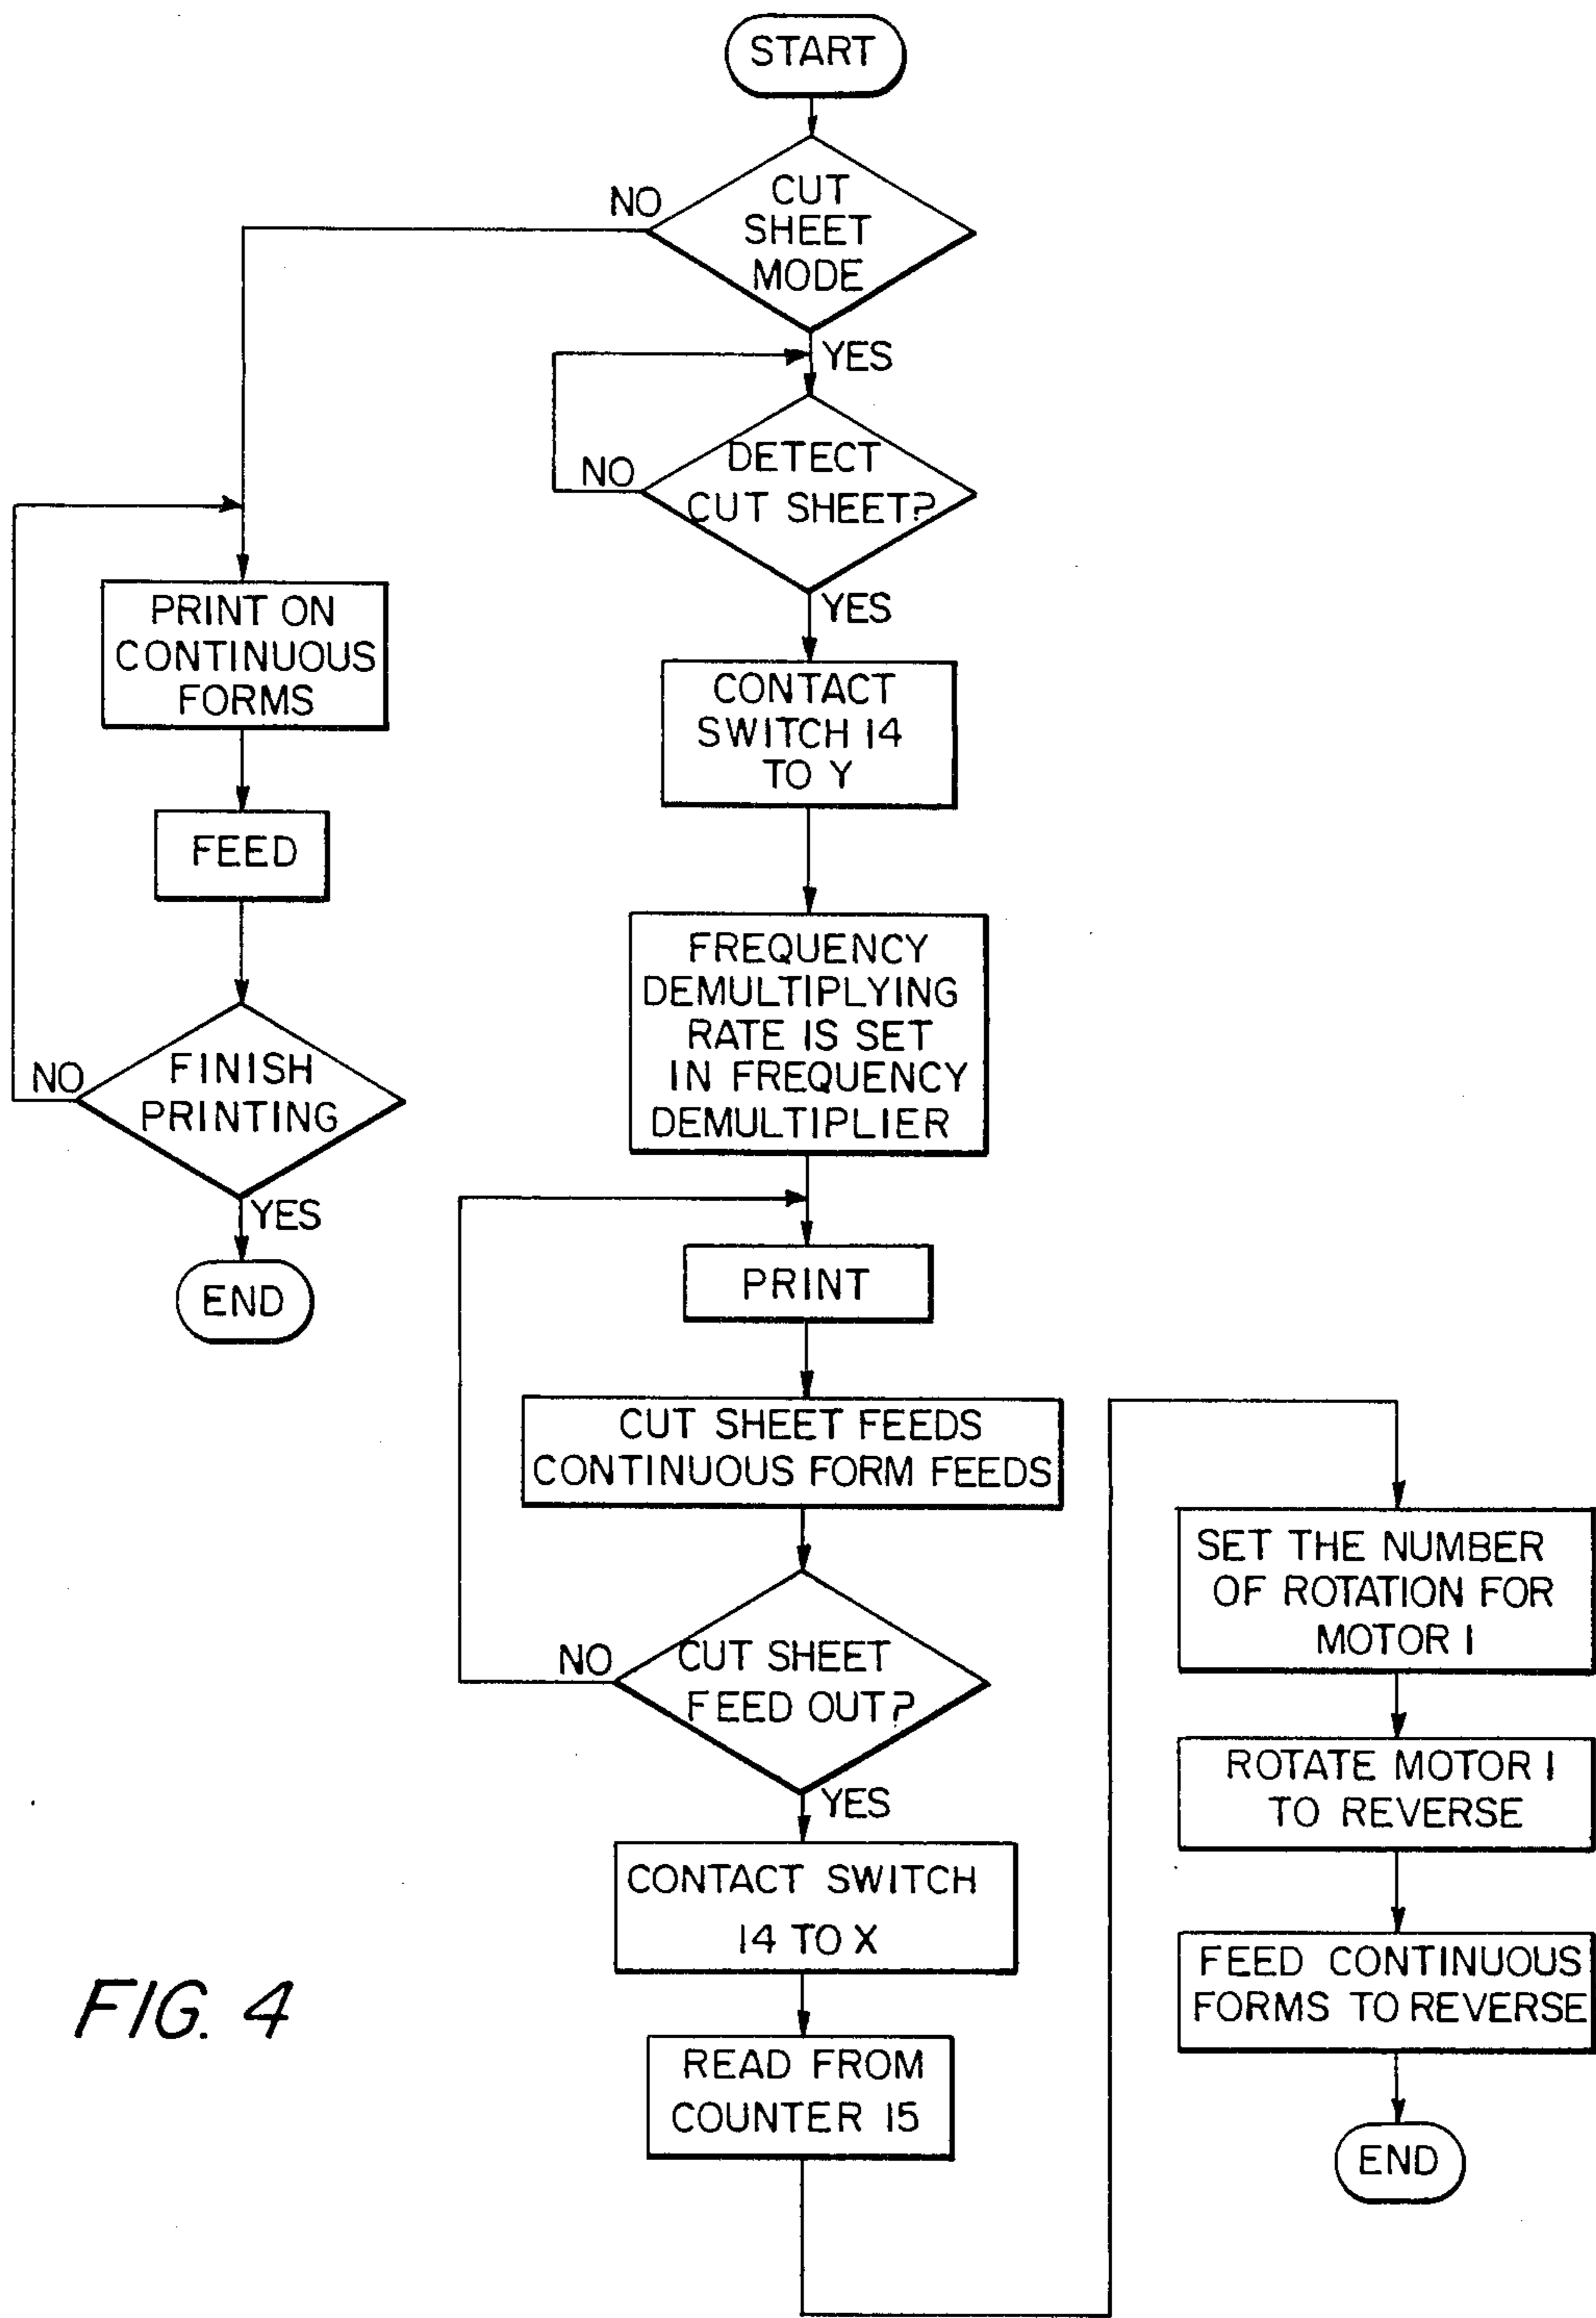 START
CUT
SHEET
MODE
NO
YES
DETECT
CUT SHEET?
NO
YES
PRINT ON
CONTINUOUS
FORMS
FEED
FINISH
PRINTING
NO
YES
END
CONTACT
SWITCH 14
TO Y
FREQUENCY
DEMULTIPLYING
RATE IS SET
IN FREQUENCY
DEMULTIPLIER
PRINT
CUT SHEET FEEDS
CONTINUOUS FORM FEEDS
CUT SHEET
FEED OUT?
NO
YES
CONTACT SWITCH
14 TO X
READ FROM
COUNTER 15
SET THE NUMBER
OF ROTATION FOR
MOTOR 1
ROTATE MOTOR 1
TO REVERSE
FEED CONTINUOUS
FORMS TO REVERSE
END
FIG. 4